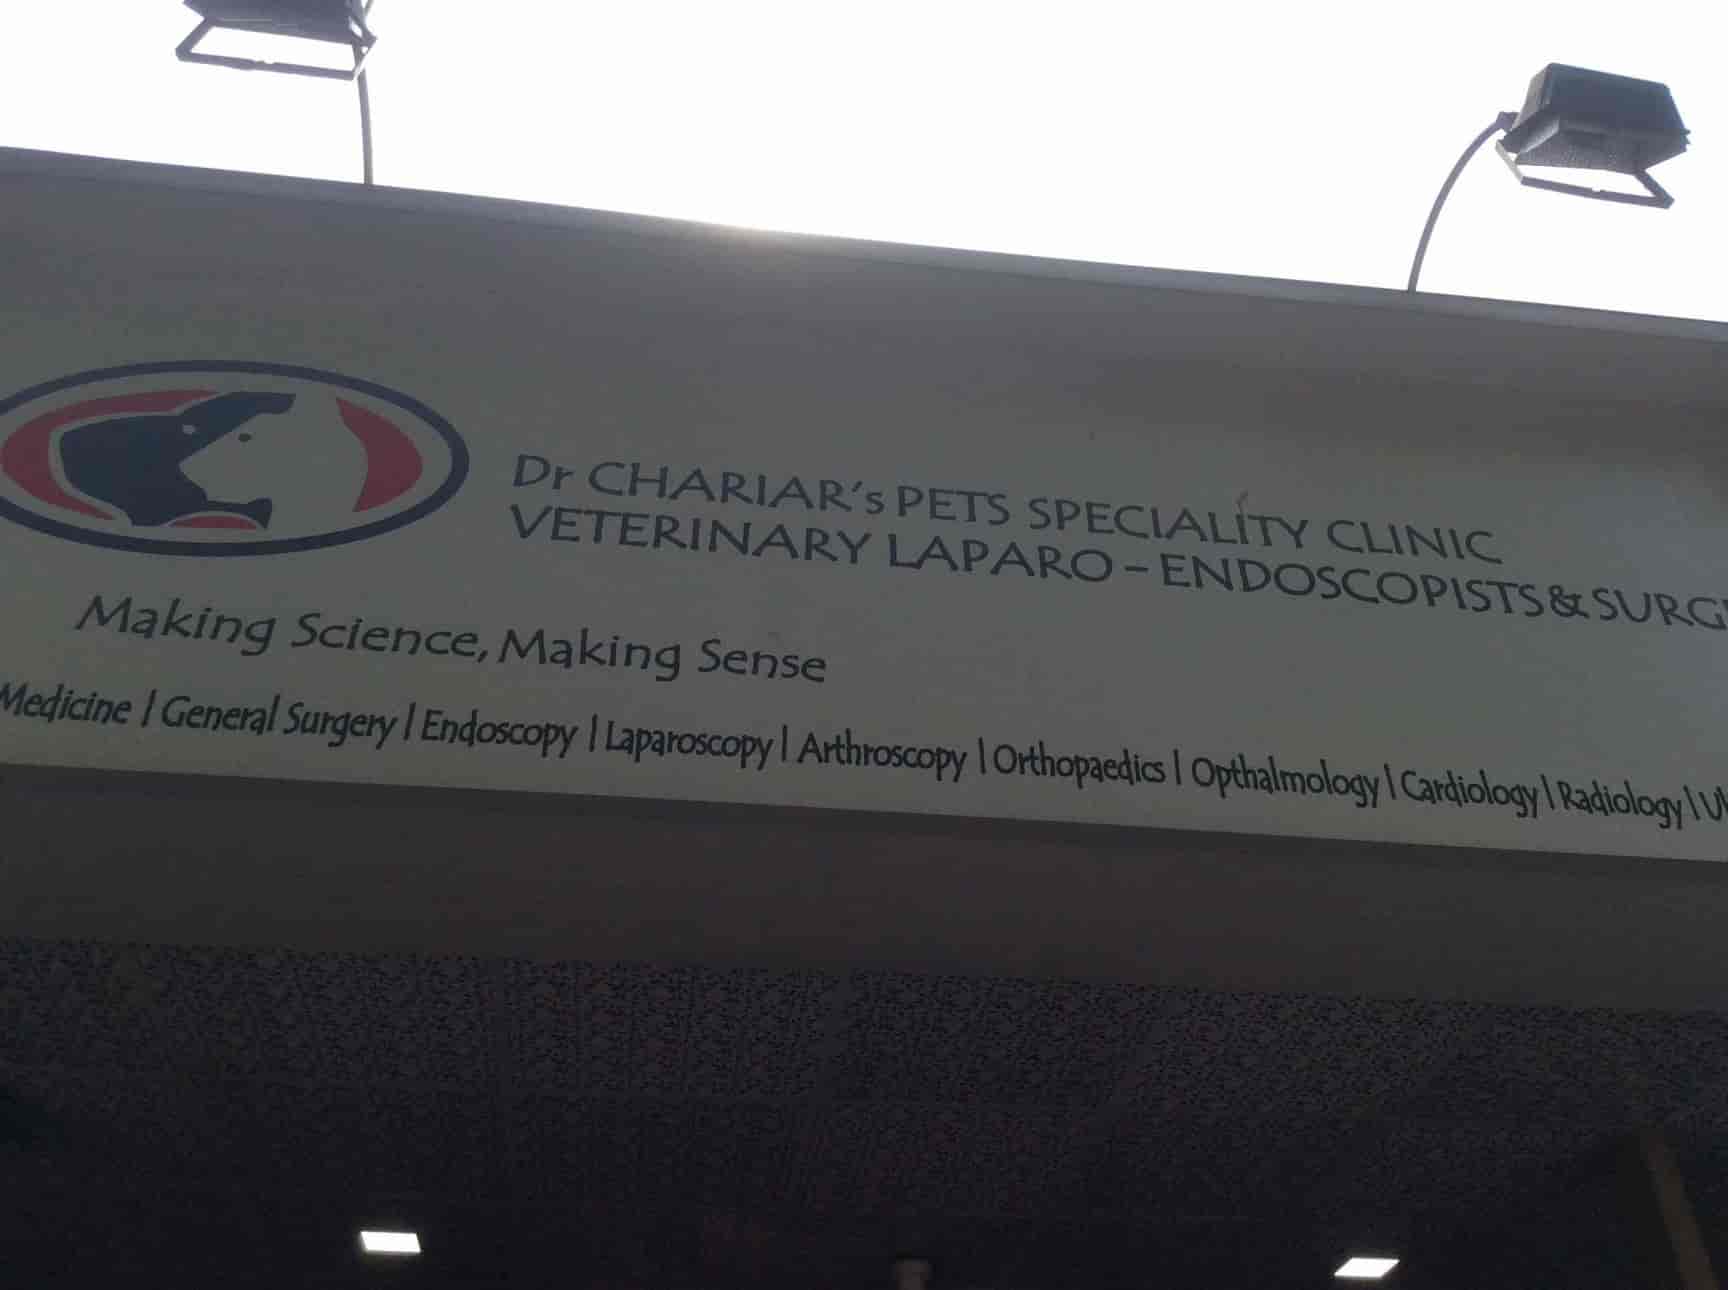 Dr CHARIAR's PETS SPECIALITY CLINIC
VETERINARY LAPARO - ENDOSCOPISTS & SURG
Making Science, Making Sense
Medicine | General Surgery | Endoscopy | Laparoscopy | Arthroscopy | Orthopaedics | Opthalmology | Cardiology | Radiology |